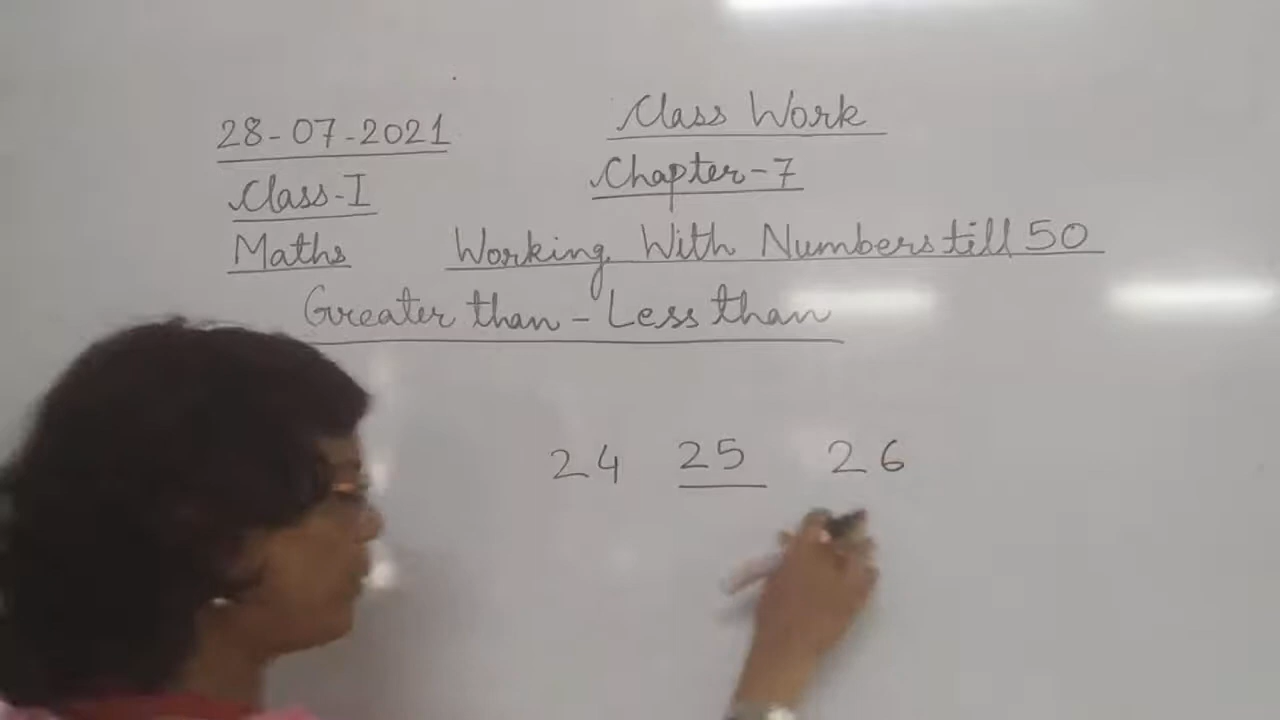 28-07-2021 Class Work
Class-I Chapter-7
Maths Working With Numbers till 50
Greater than - Less than
24 25 26